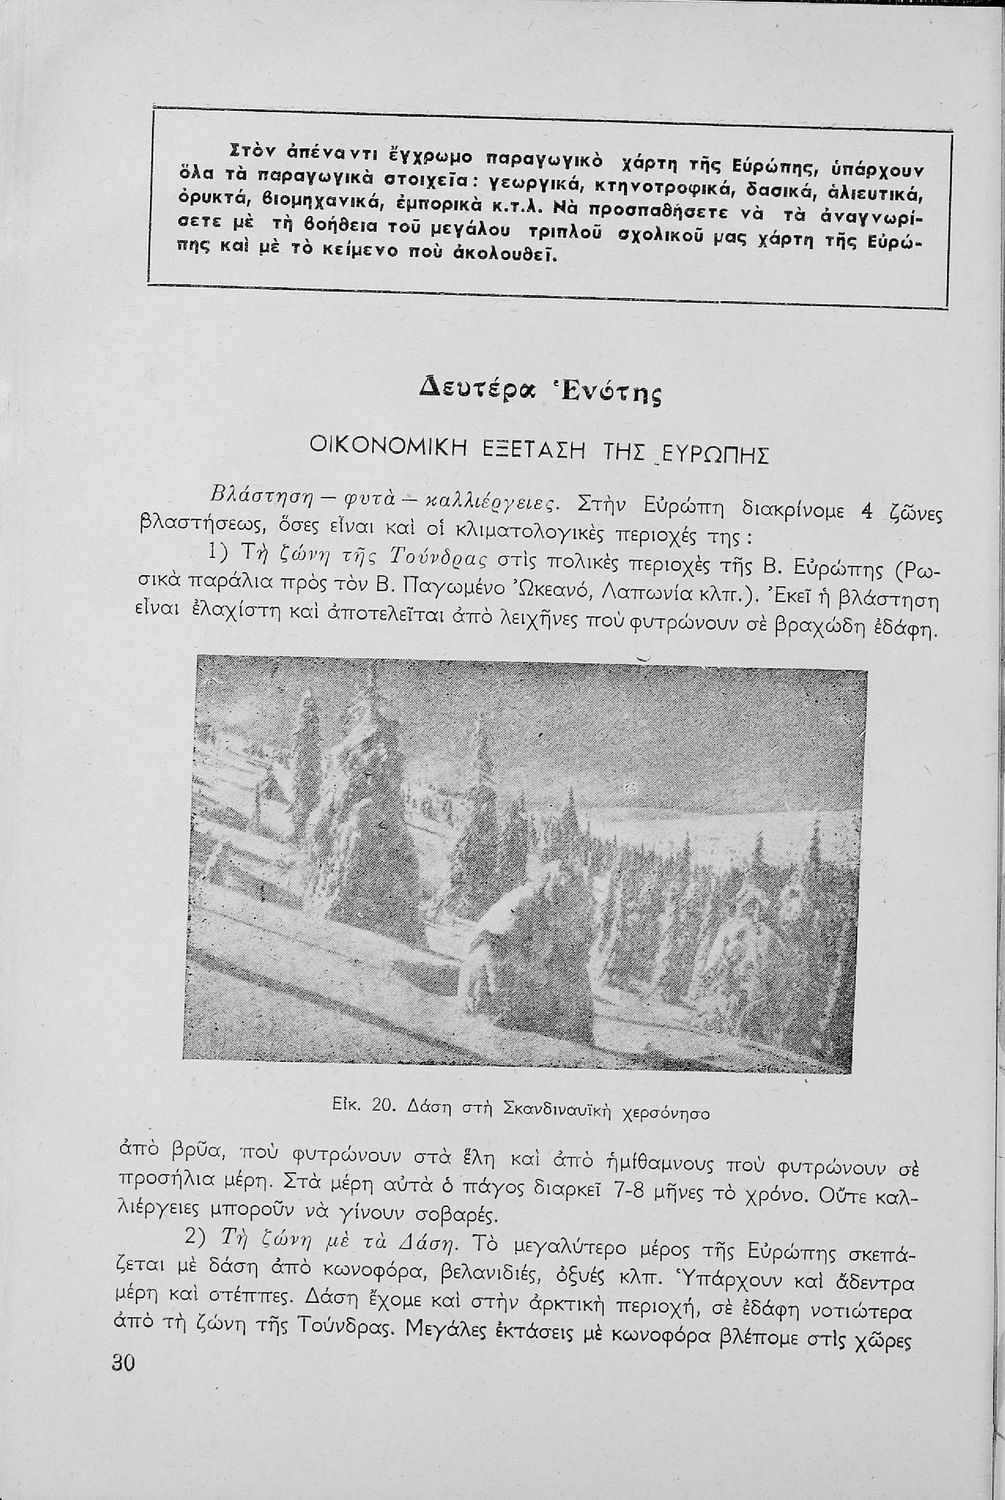 Στὸν ἀπέναντι ἔγχρωμο παραγωγικὸ χάρτη τῆς Εὐρώπης, ὑπάρχουν
ὅλα τὰ παραγωγικὰ στοιχεῖα: γεωργικά, κτηνοτροφικά, δασικά, ἁλιευτικά,
ὀρυκτά, βιομηχανικά, ἐμπορικὰ κ.τ.λ. Νὰ προσπαθήσετε νὰ τὰ ἀναγνωρί-
σετε μὲ τὴ βοήθεια τοῦ μεγάλου τριπλοῦ σχολικοῦ μας χάρτη τῆς Εὐρώ-
πης καὶ μὲ τὸ κείμενο ποὺ ἀκολουθεῖ.
Δευτέρα Ἑνότης
ΟΙΚΟΝΟΜΙΚΗ ΕΞΕΤΑΣΗ ΤΗΣ ΕΥΡΩΠΗΣ
Βλάστηση — φυτὰ — καλλιέργειες. Στὴν Εὐρώπη διακρίνομε 4 ζῶνες
βλαστήσεως, ὅσες εἶναι καὶ οἱ κλιματολογικὲς περιοχές της :
1) Τὴ ζώνη τῆς Τούνδρας στὶς πολικὲς περιοχὲς τῆς Β. Εὐρώπης (Ρω-
σικὰ παράλια πρὸς τὸν Β. Παγωμένο Ὠκεανό, Λαπωνία κλπ.). Ἐκεῖ ἡ βλάστηση
εἶναι ἐλαχίστη καὶ ἀποτελεῖται ἀπὸ λειχῆνες ποὺ φυτρώνουν σὲ βραχώδη ἐδάφη.
Εἰκ. 20. Δάση στὴ Σκανδιναυϊκὴ χερσόνησο
ἀπὸ βρῦα, ποὺ φυτρώνουν στὰ ἕλη καὶ ἀπὸ ἡμίθαμνους ποὺ φυτρώνουν σὲ
προσήλια μέρη. Στὰ μέρη αὐτὰ ὁ πάγος διαρκεῖ 7-8 μῆνες τὸ χρόνο. Οὔτε καλ-
λιέργειες μποροῦν νὰ γίνουν σοβαρές.
2) Τὴ ζώνη μὲ τὰ Δάση. Τὸ μεγαλύτερο μέρος τῆς Εὐρώπης σκεπά-
ζεται μὲ δάση ἀπὸ κωνοφόρα, βελανιδιές, ὀξυές κλπ. Ὑπάρχουν καὶ ἄδεντρα
μέρη καὶ στέππες. Δάση ἔχομε καὶ στὴν ἀρκτικὴ περιοχή, σὲ ἐδάφη νοτιώτερα
ἀπὸ τὴ ζώνη τῆς Τούνδρας. Μεγάλες ἐκτάσεις μὲ κωνοφόρα βλέπομε στὶς χῶρες
30